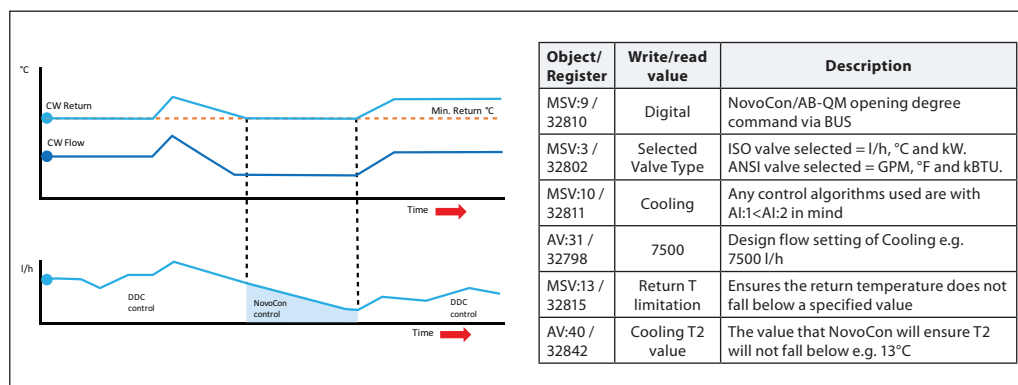 °C
CW Return
Min. Return °C
CW Flow
Time
l/h
DDC
control
NovoCon
control
DDC
control
Time
Object/
Register
Write/read
value
Description
MSV:9 /
32810
Digital
NovoCon/AB-QM opening degree
command via BUS
MSV:3 /
32802
Selected
Valve Type
ISO valve selected = l/h, °C and kW.
ANSI valve selected = GPM, °F and kBTU.
MSV:10 /
32811
Cooling
Any control algorithms used are with
AI:1<AI:2 in mind
AV:31 /
32798
7500
Design flow setting of Cooling e.g.
7500 l/h
MSV:13 /
32815
Return T
limitation
Ensures the return temperature does not
fall below a specified value
AV:40 /
32842
Cooling T2
value
The value that NovoCon will ensure T2
will not fall below e.g. 13°C